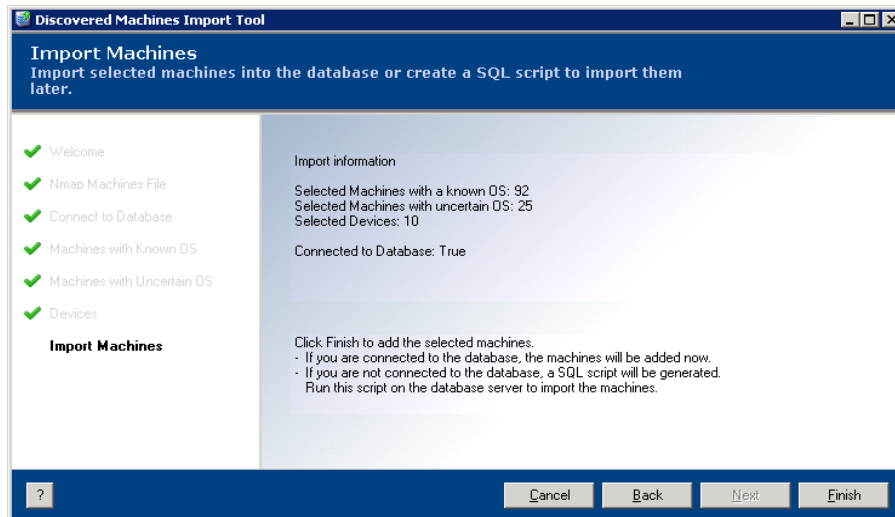 Discovered Machines Import Tool
Import Machines
Import selected machines into the database or create a SQL script to import them
later.
Welcome
Nmap Machines File
Connect to Database
Machines with Known OS
Machines with Uncertain OS
Devices
Import Machines
Import information
Selected Machines with a known OS: 92
Selected Machines with uncertain OS: 25
Selected Devices: 10
Connected to Database: True
Click Finish to add the selected machines.
- If you are connected to the database, the machines will be added now.
- If you are not connected to the database, a SQL script will be generated.
Run this script on the database server to import the machines.
?
Cancel
Back
Next
Finish